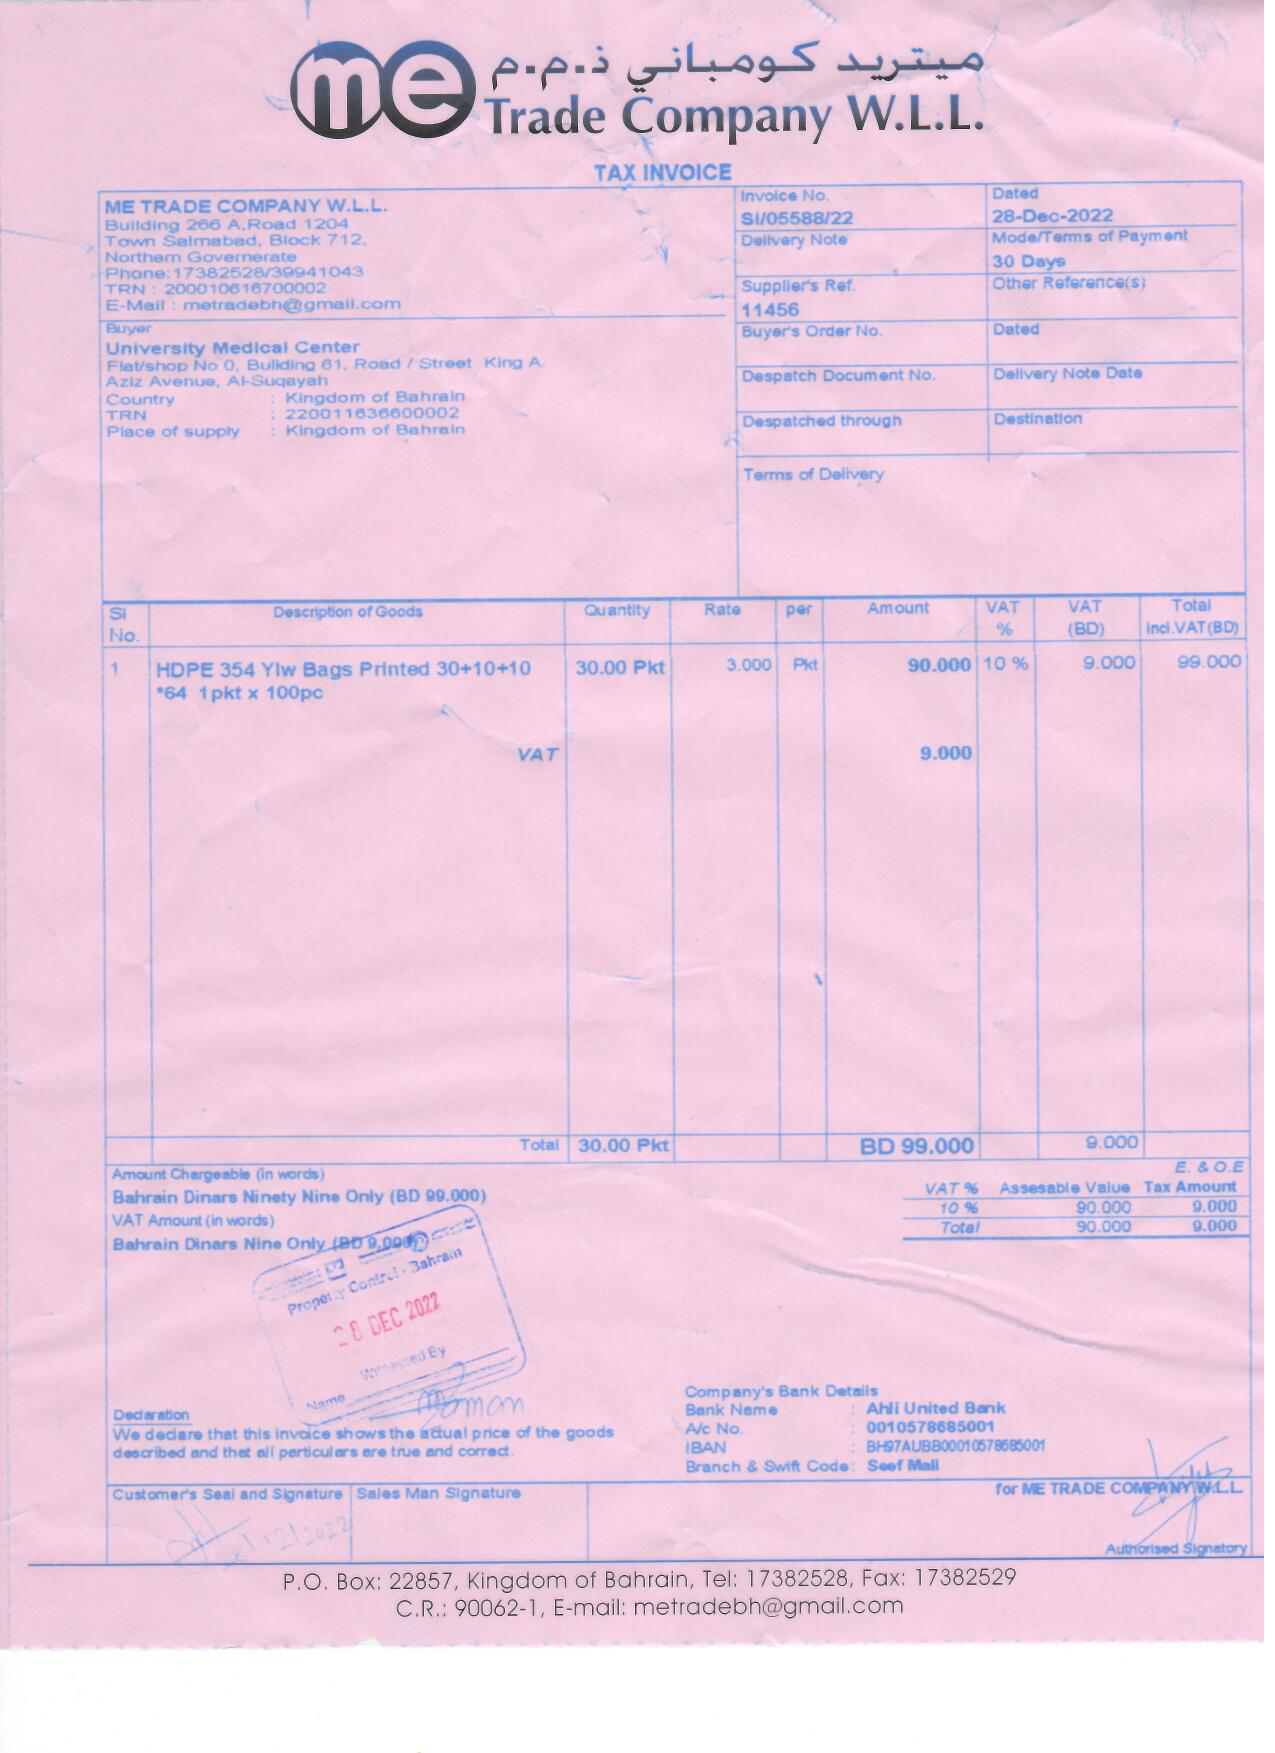 me ميتريد كومباني ذ.م.م
Trade Company W.L.L.
TAX INVOICE
ME TRADE COMPANY W.L.L.
Building 266 A,Road 1204
Town Salmabad, Block 712,
Northern Governerate
Phone:17382528/39941043
TRN : 200010616700002
E-Mail : metradebh@gmail.com
Invoice No.
SI/05588/22
Dated
28-Dec-2022
Delivery Note
Mode/Terms of Payment
30 Days
Supplier's Ref.
11456
Other Reference(s)
Buyer's Order No.
Dated
Despatch Document No.
Delivery Note Date
Despatched through
Destination
Terms of Delivery
Buyer
University Medical Center
Flat/shop No 0, Building 61, Road / Street King A.
Aziz Avenue, Al-Suqayah
Country : Kingdom of Bahrain
TRN : 220011636600002
Place of supply : Kingdom of Bahrain
Sl No. Description of Goods Quantity Rate per Amount VAT % VAT (BD) Total Incl.VAT(BD)
1 HDPE 354 Ylw Bags Printed 30+10+10 30.00 Pkt 3.000 Pkt 90.000 10 % 9.000 99.000
*64 1pkt x 100pc
VAT 9.000
Total 30.00 Pkt BD 99.000 9.000
Amount Chargeable (in words)
E. & O.E
Bahrain Dinars Ninety Nine Only (BD 99.000)
VAT Amount (in words)
Bahrain Dinars Nine Only (BD 9.000)
VAT % Assesable Value Tax Amount
10 % 90.000 9.000
Total 90.000 9.000
Property Control - Bahrain
28 DEC 2022
Witnessed By
Name
Declaration
We declare that this invoice shows the actual price of the goods
described and that all particulars are true and correct.
Company's Bank Details
Bank Name : Ahli United Bank
A/c No. : 0010578685001
IBAN : BH97AUBB00010578685001
Branch & Swift Code : Seef Mall
Customer's Seal and Signature
28/12/2022
Sales Man Signature
for ME TRADE COMPANY W.L.L
Authorised Signatory
P.O. Box: 22857, Kingdom of Bahrain, Tel: 17382528, Fax: 17382529
C.R.: 90062-1, E-mail: metradebh@gmail.com